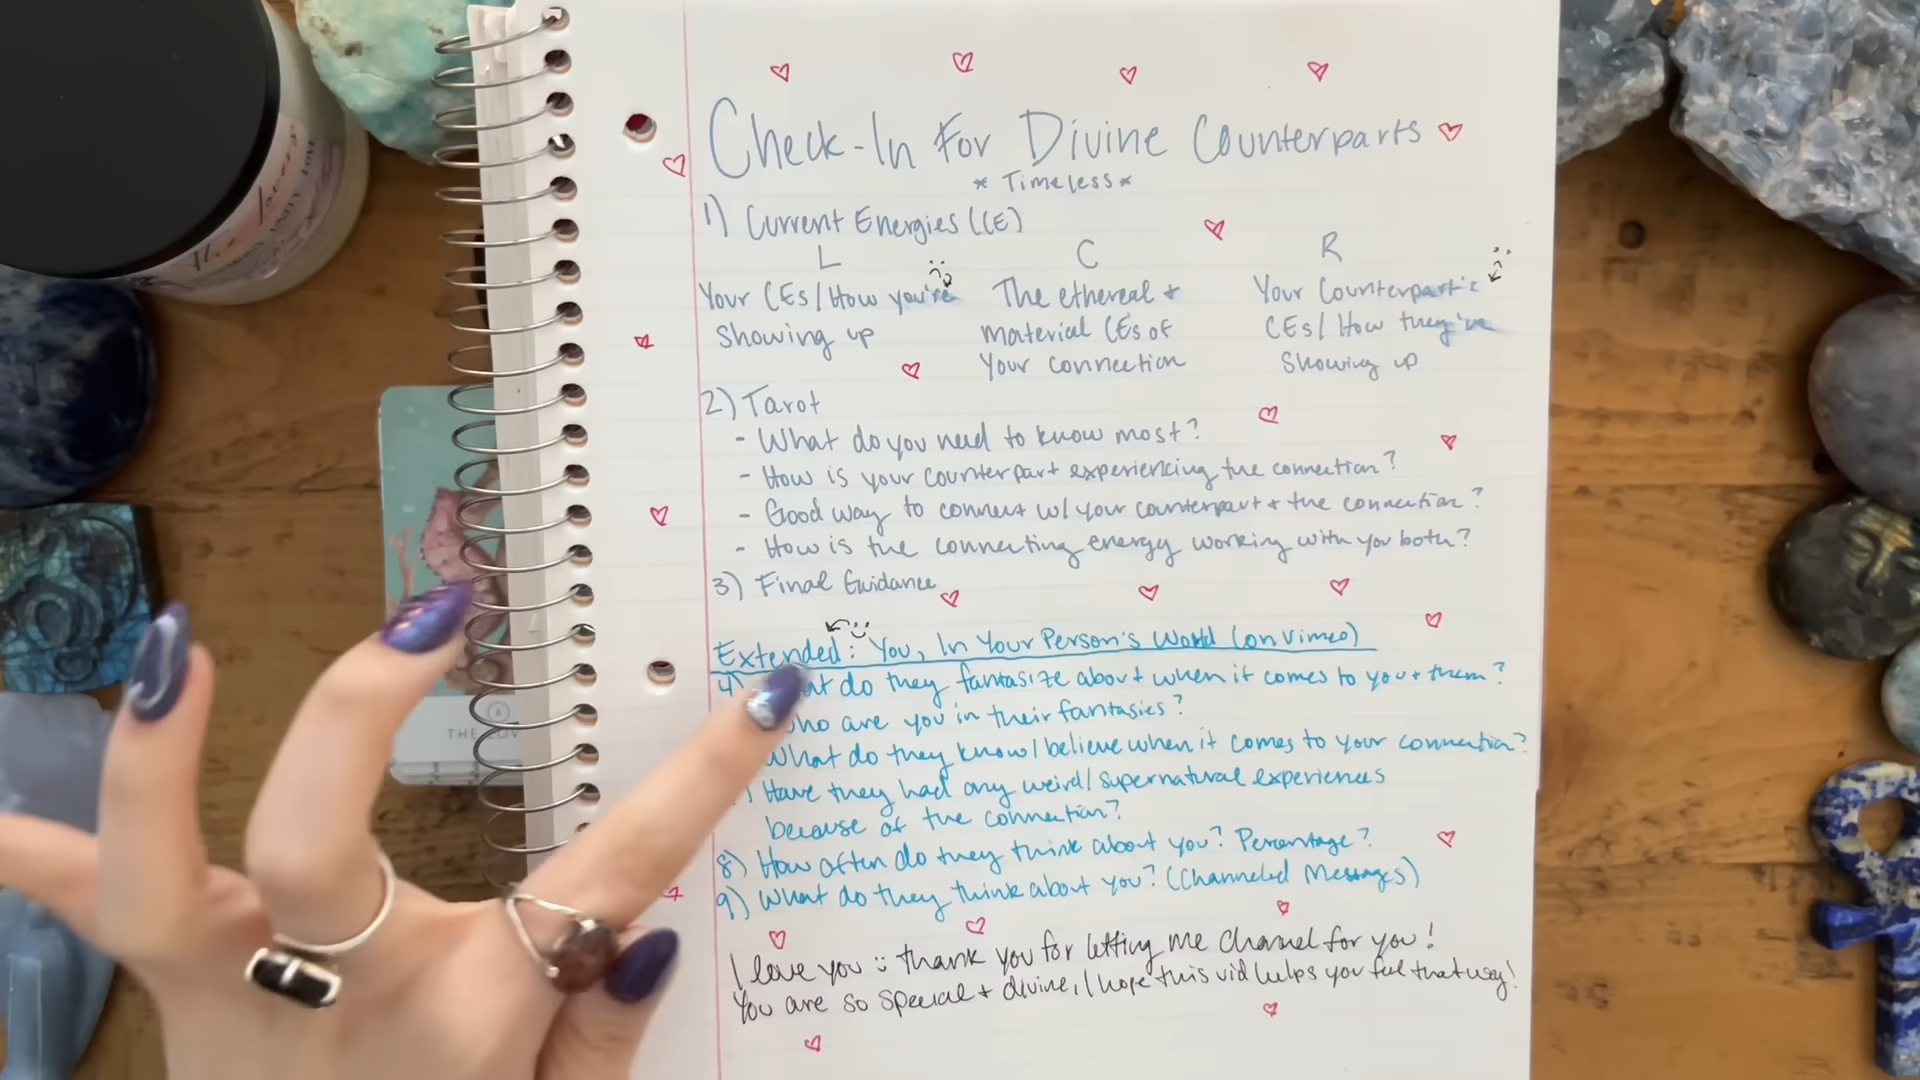 Check-In For Divine Counterparts
* Timeless *
1) Current Energies (CE)
L C R
Your CEs/How you're
showing up
The ethereal +
material CEs of
Your connection
Your Counterpart's
CEs/How they're
showing up
2) Tarot
- What do you need to know most?
- How is your counterpart experiencing the connection?
- Good way to connect w/ your counterpart + the connection?
- How is the connecting energy working with you both?
3) Final Guidance
Extended: You, In Your Person's World (on vimeo)
4) do they fantasize about when it comes to you + them?
who are you in their fantasies?
What do they know/believe when it comes to your connection?
Have they had any weird/supernatural experiences
because of the connection?
8) How often do they think about you? Percentage?
9) What do they think about you? (Channeled Messages)
I love you thank you for letting me channel for you!
You are so special + divine, I hope this vid helps you feel that way!
The Lovers
6
THE LOV